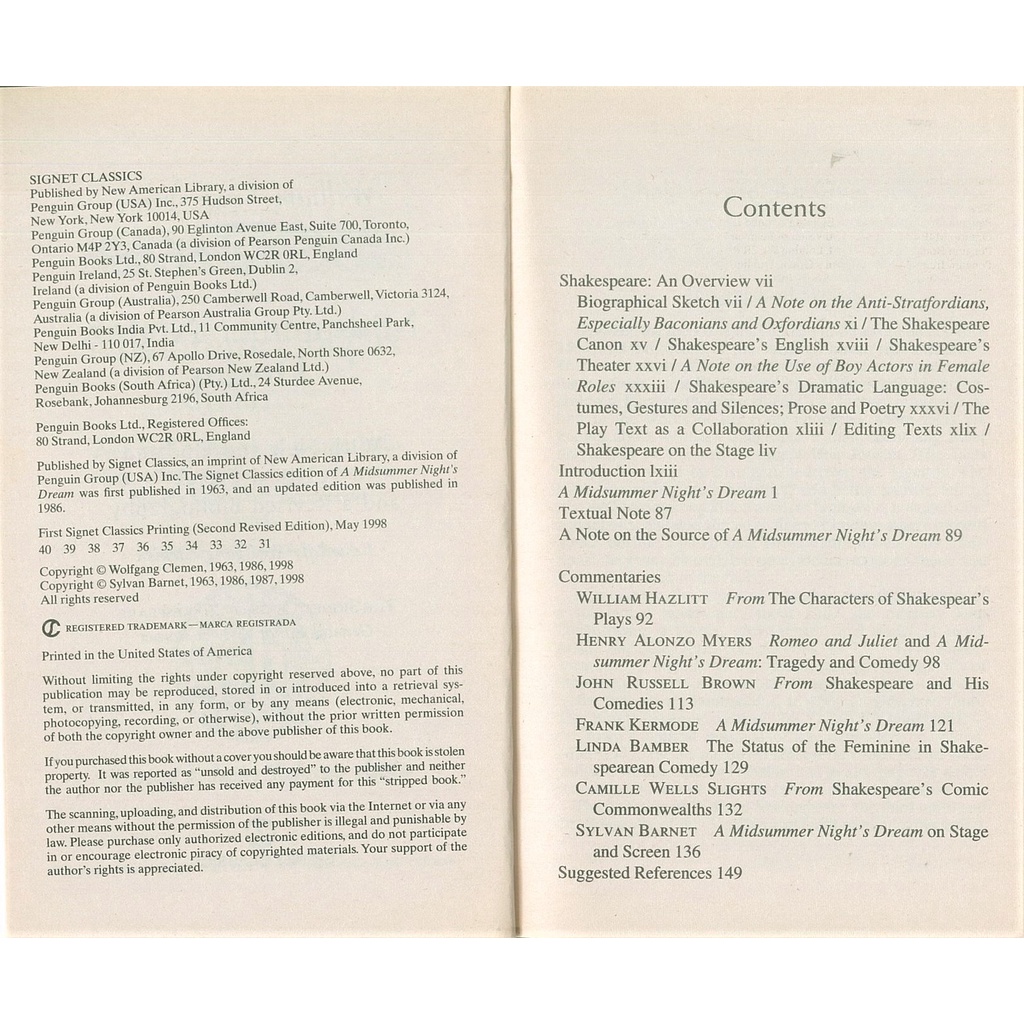 SIGNET CLASSICS
Published by New American Library, a division of
Penguin Group (USA) Inc., 375 Hudson Street,
New York, New York 10014, USA
Penguin Group (Canada), 90 Eglinton Avenue East, Suite 700, Toronto,
Ontario M4P 2Y3, Canada (a division of Pearson Penguin Canada Inc.)
Penguin Books Ltd., 80 Strand, London WC2R 0RL, England
Penguin Ireland, 25 St. Stephen's Green, Dublin 2,
Ireland (a division of Penguin Books Ltd.)
Penguin Group (Australia), 250 Camberwell Road, Camberwell, Victoria 3124,
Australia (a division of Pearson Australia Group Pty. Ltd.)
Penguin Books India Pvt. Ltd., 11 Community Centre, Panchsheel Park,
New Delhi - 110 017, India
Penguin Group (NZ), 67 Apollo Drive, Rosedale, North Shore 0632,
New Zealand (a division of Pearson New Zealand Ltd.)
Penguin Books (South Africa) (Pty.) Ltd., 24 Sturdee Avenue,
Rosebank, Johannesburg 2196, South Africa
Penguin Books Ltd., Registered Offices:
80 Strand, London WC2R 0RL, England
Published by Signet Classics, an imprint of New American Library, a division of
Penguin Group (USA) Inc. The Signet Classics edition of A Midsummer Night's
Dream was first published in 1963, and an updated edition was published in
1986.
First Signet Classics Printing (Second Revised Edition), May 1998
40 39 38 37 36 35 34 33 32 31
Copyright © Wolfgang Clemen, 1963, 1986, 1998
Copyright © Sylvan Barnet, 1963, 1986, 1987, 1998
All rights reserved
REGISTERED TRADEMARK—MARCA REGISTRADA
Printed in the United States of America
Without limiting the rights under copyright reserved above, no part of this
publication may be reproduced, stored in or introduced into a retrieval sys-
tem, or transmitted, in any form, or by any means (electronic, mechanical,
photocopying, recording, or otherwise), without the prior written permission
of both the copyright owner and the above publisher of this book.
If you purchased this book without a cover you should be aware that this book is stolen
property. It was reported as "unsold and destroyed" to the publisher and neither
the author nor the publisher has received any payment for this "stripped book."
The scanning, uploading, and distribution of this book via the Internet or via any
other means without the permission of the publisher is illegal and punishable by
law. Please purchase only authorized electronic editions, and do not participate
in or encourage electronic piracy of copyrighted materials. Your support of the
author's rights is appreciated.
Contents
Shakespeare: An Overview vii
Biographical Sketch vii / A Note on the Anti-Stratfordians,
Especially Baconians and Oxfordians xi / The Shakespeare
Canon xv / Shakespeare's English xviii / Shakespeare's
Theater xxvi / A Note on the Use of Boy Actors in Female
Roles xxxiii / Shakespeare's Dramatic Language: Cos-
tumes, Gestures and Silences; Prose and Poetry xxxvi / The
Play Text as a Collaboration xliii / Editing Texts xlix /
Shakespeare on the Stage liv
Introduction lxiii
A Midsummer Night's Dream 1
Textual Note 87
A Note on the Source of A Midsummer Night's Dream 89
Commentaries
WILLIAM HAZLITT From The Characters of Shakespear's
Plays 92
HENRY ALONZO MYERS Romeo and Juliet and A Mid-
summer Night's Dream: Tragedy and Comedy 98
JOHN RUSSELL BROWN From Shakespeare and His
Comedies 113
FRANK KERMODE A Midsummer Night's Dream 121
LINDA BAMBER The Status of the Feminine in Shake-
spearean Comedy 129
CAMILLE WELLS SLIGHTS From Shakespeare's Comic
Commonwealths 132
SYLVAN BARNET A Midsummer Night's Dream on Stage
and Screen 136
Suggested References 149